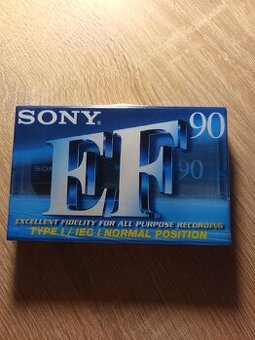 SONY®
90
EF
90
EXCELLENT FIDELITY FOR ALL PURPOSE RECORDING
TYPE I / IEC I NORMAL POSITION